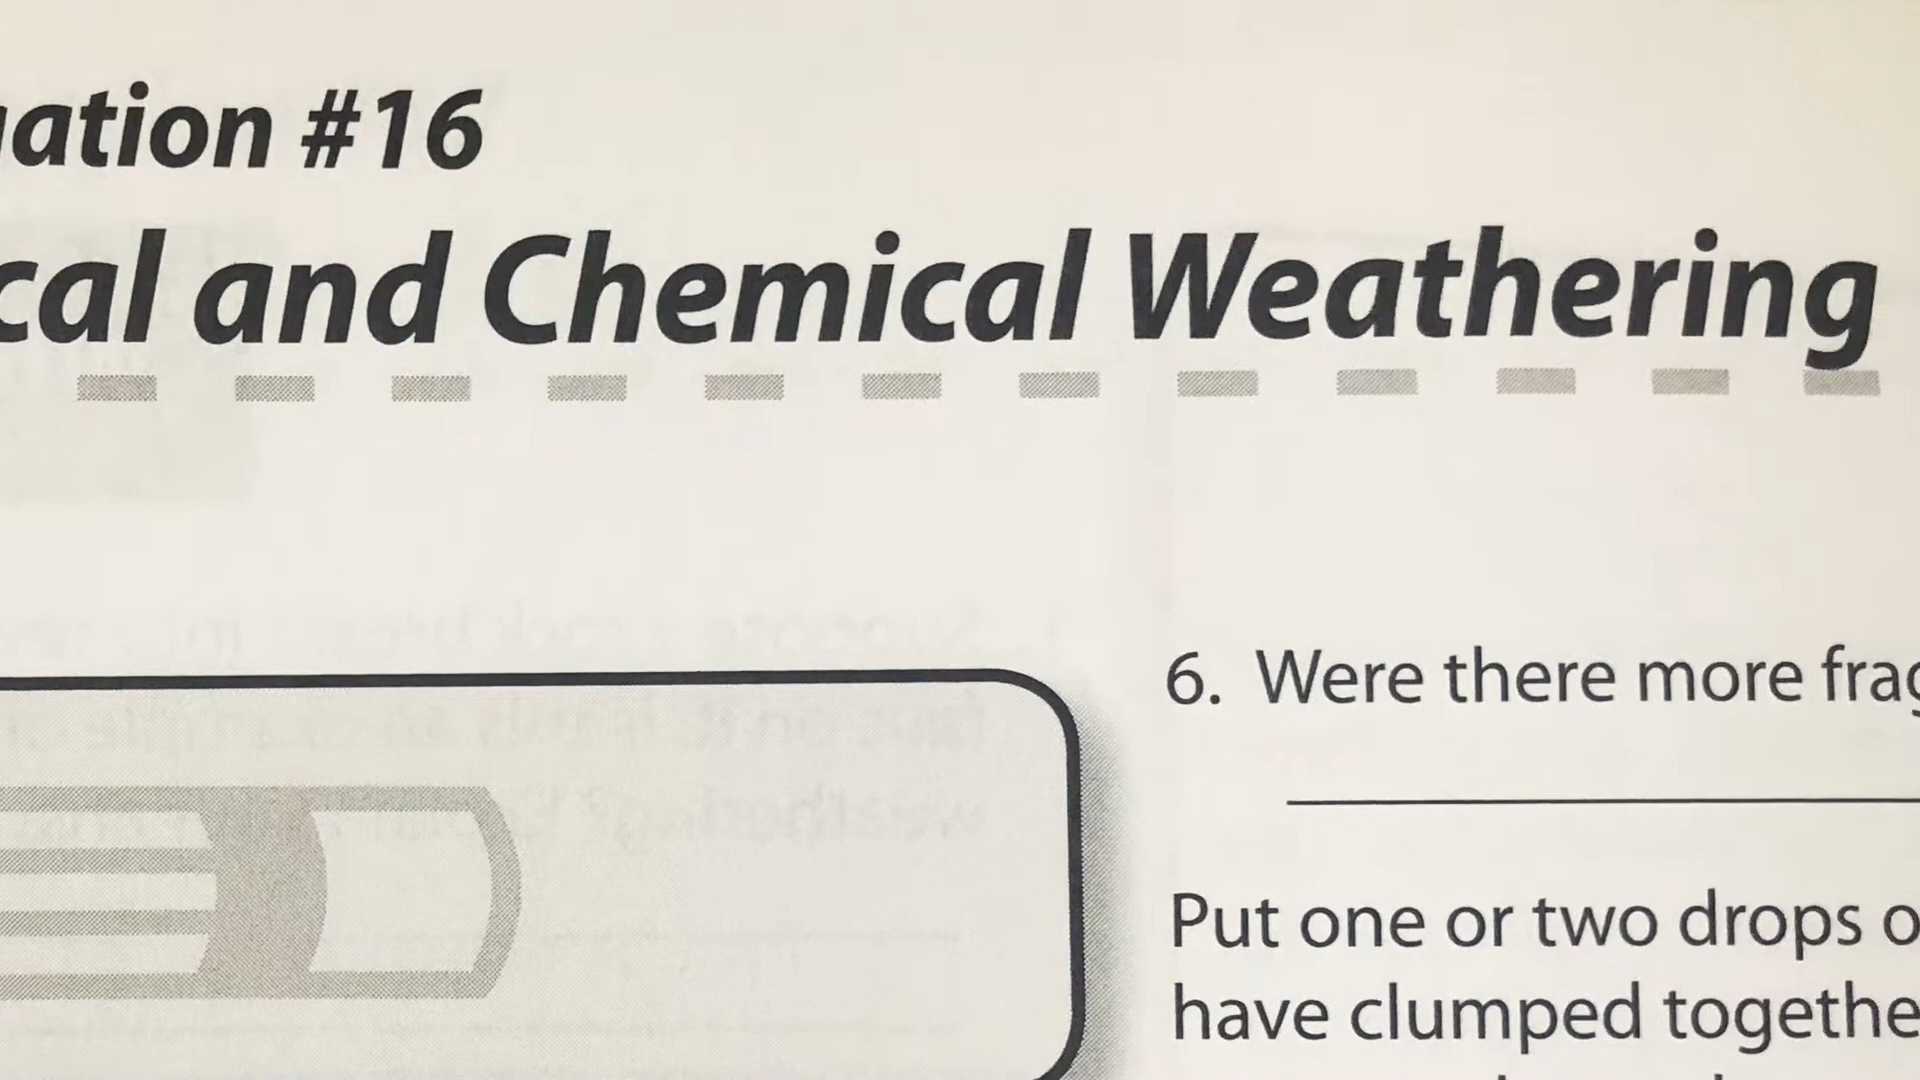 ation #16
cal and Chemical Weathering
6. Were there more frag
Put one or two drops o
have clumped togethe